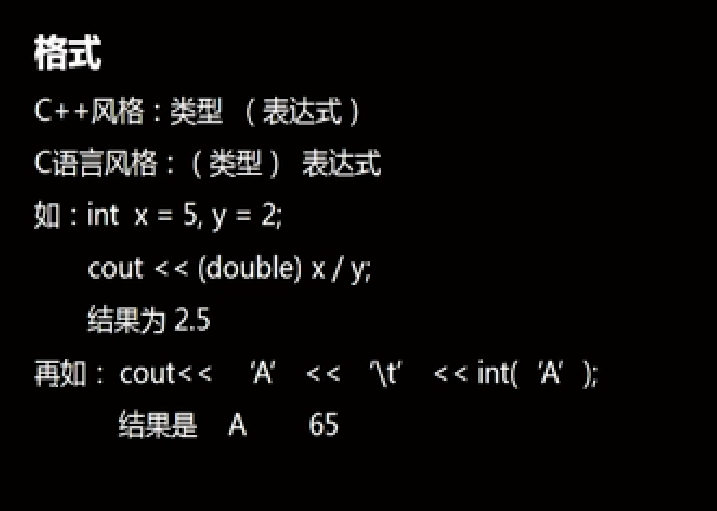 格式
C++风格：类型 （表达式）
C语言风格：（类型） 表达式
如：int x = 5, y = 2;
cout << (double) x / y;
结果为 2.5
再如： cout<< ‘A’ << ‘\t’ << int( ‘A’ );
结果是 A 65